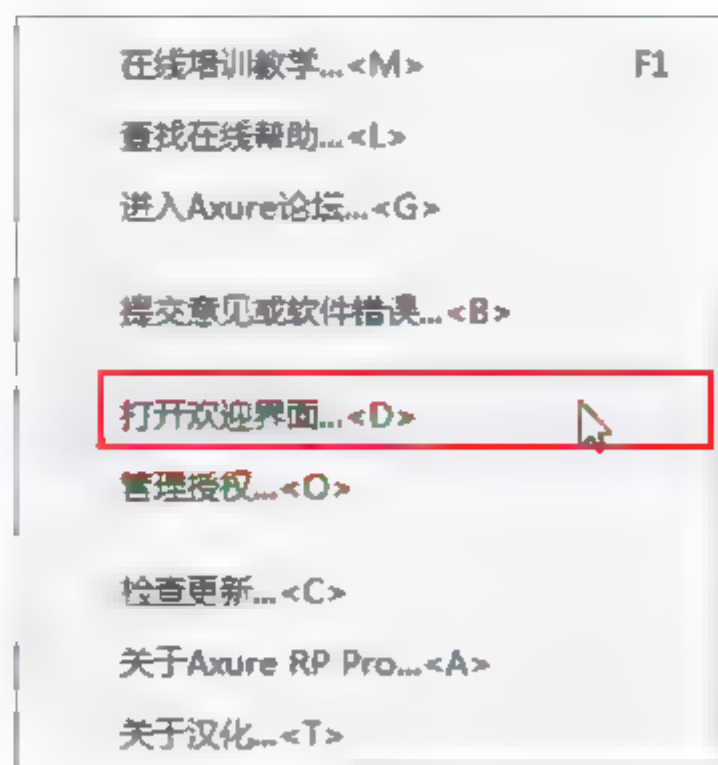 在线培训教学...<M> F1
查找在线帮助...<L>
进入Axure论坛...<G>
提交意见或软件错误...<B>
打开欢迎界面...<D>
管理授权...<O>
检查更新...<C>
关于Axure RP Pro...<A>
关于汉化...<T>